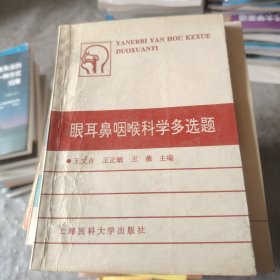 YANERBI YAN HOU KEXUE
DUOXUANTI
眼耳鼻咽喉科学多选题
王文吉 王正敏 王薇 主编
上海医科大学出版社